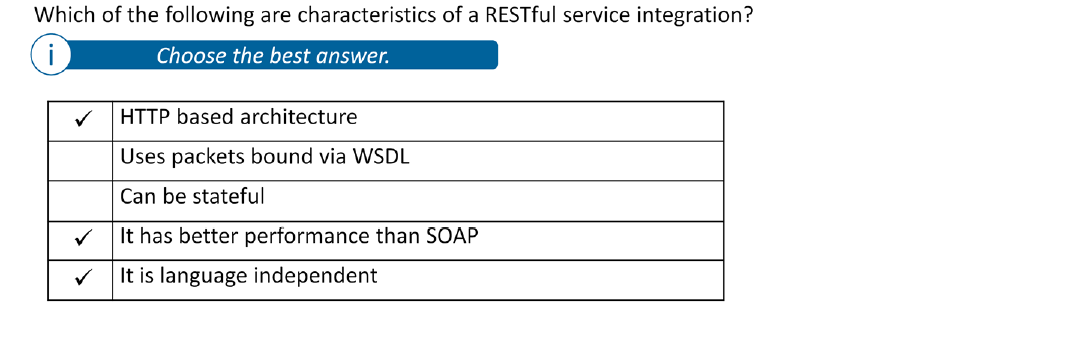 Which of the following are characteristics of a RESTful service integration?
i
Choose the best answer.
✓ HTTP based architecture
Uses packets bound via WSDL
Can be stateful
✓ It has better performance than SOAP
✓ It is language independent